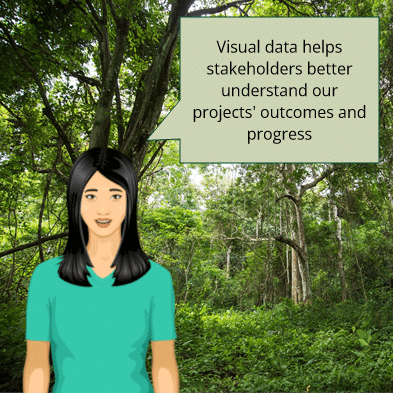 Visual data helps
stakeholders better
understand our
projects' outcomes and
progress